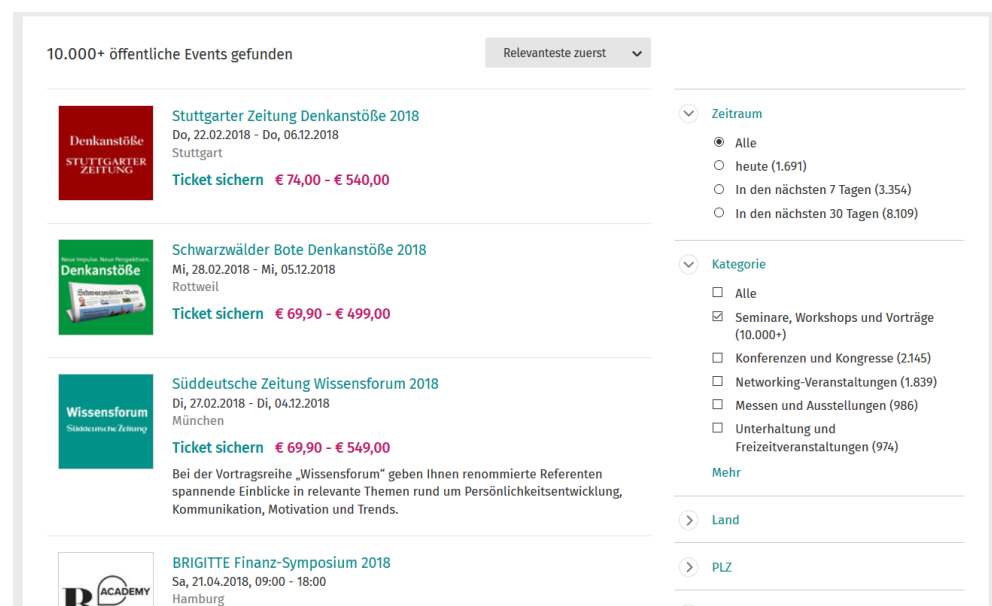 10.000+ öffentliche Events gefunden
Relevanteste zuerst
Denkanstöße
STUTTGARTER
ZEITUNG
Stuttgarter Zeitung Denkanstöße 2018
Do, 22.02.2018 - Do, 06.12.2018
Stuttgart
Ticket sichern € 74,00 - € 540,00
Neue Impulse. Neue Perspektiven.
Denkanstöße
Schwarzwälder Bote
Schwarzwälder Bote Denkanstöße 2018
Mi, 28.02.2018 - Mi, 05.12.2018
Rottweil
Ticket sichern € 69,90 - € 499,00
Wissensforum
Süddeutsche Zeitung
Süddeutsche Zeitung Wissensforum 2018
Di, 27.02.2018 - Di, 04.12.2018
München
Ticket sichern € 69,90 - € 549,00
Bei der Vortragsreihe „Wissensforum“ geben Ihnen renommierte Referenten
spannende Einblicke in relevante Themen rund um Persönlichkeitsentwicklung,
Kommunikation, Motivation und Trends.
B ACADEMY
BRIGITTE Finanz-Symposium 2018
Sa, 21.04.2018, 09:00 - 18:00
Hamburg
Zeitraum
Alle
heute (1.691)
In den nächsten 7 Tagen (3.354)
In den nächsten 30 Tagen (8.109)
Kategorie
Alle
Seminare, Workshops und Vorträge
(10.000+)
Konferenzen und Kongresse (2.145)
Networking-Veranstaltungen (1.839)
Messen und Ausstellungen (986)
Unterhaltung und
Freizeitveranstaltungen (974)
Mehr
Land
PLZ